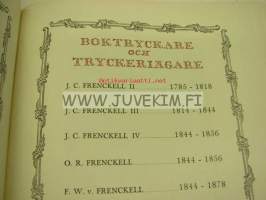 BOKTRYCKARE
OCH
TRYCKERIÄGARE
J. C. FRENCKELL II 1785 - 1818
WWW.JUVEKIM.FI
J. C. FRENCKELL III 1814 - 1844
J. C. FRENCKELL IV 1844 - 1856
O. R. FRENCKELL 1844 - 1856
F. W. v. FRENCKELL 1844 - 1878